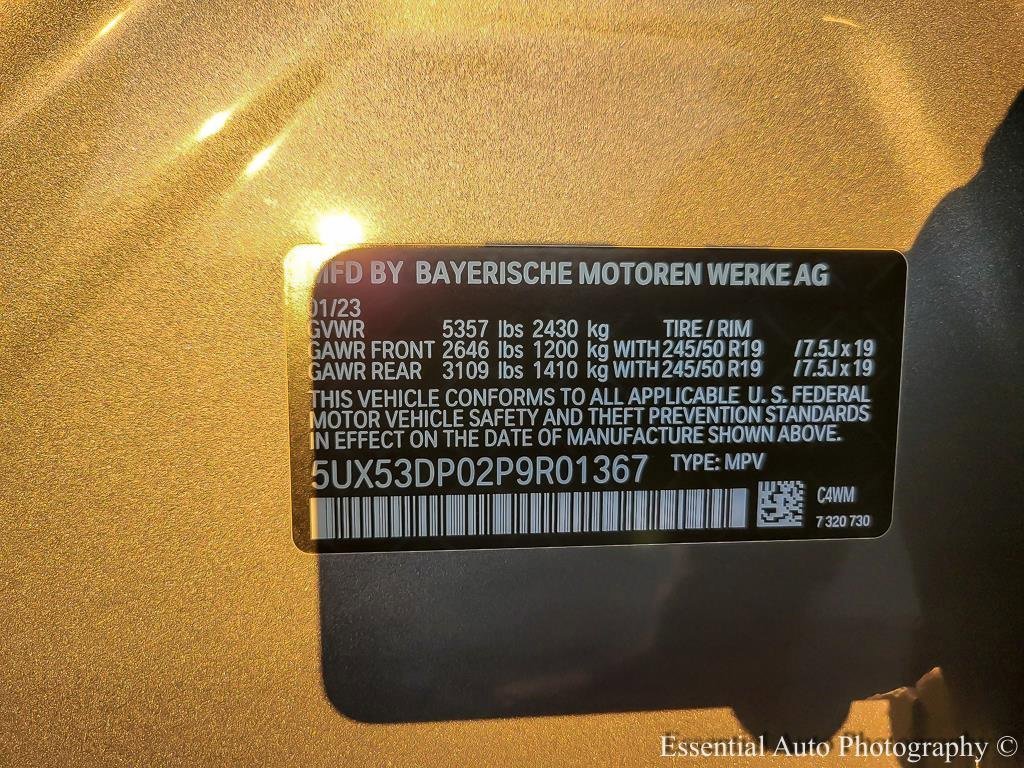 MFD BY BAYERISCHE MOTOREN WERKE AG
01/23
GVWR 5357 lbs 2430 kg TIRE / RIM
GAWR FRONT 2646 lbs 1200 kg WITH 245/50 R19 /7.5J x 19
GAWR REAR 3109 lbs 1410 kg WITH 245/50 R19 /7.5J x 19
THIS VEHICLE CONFORMS TO ALL APPLICABLE U. S. FEDERAL
MOTOR VEHICLE SAFETY AND THEFT PREVENTION STANDARDS
IN EFFECT ON THE DATE OF MANUFACTURE SHOWN ABOVE.
5UX53DP02P9R01367 TYPE: MPV
C4WM
7 320 730
Essential Auto Photography ©